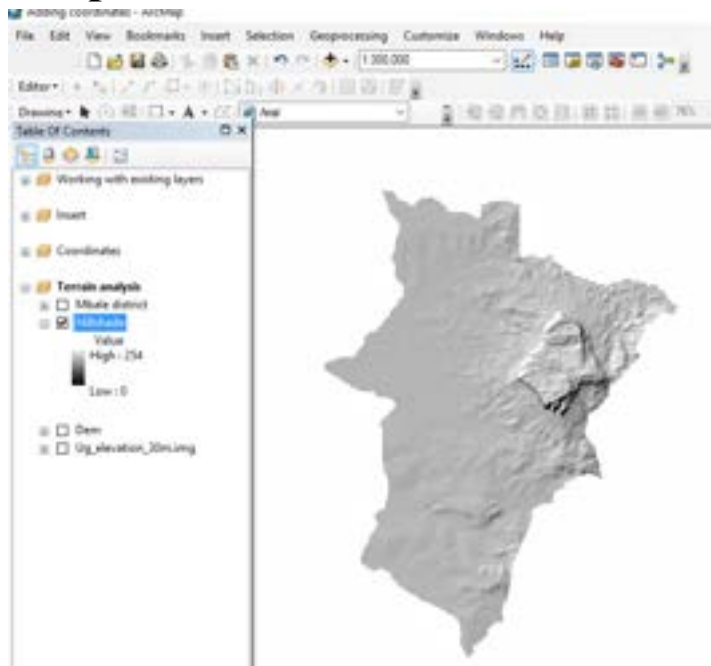 Adding coordinates - ArcMap
File Edit View Bookmarks Insert Selection Geoprocessing Customize Windows Help
1:300,000
Editor
Drawing A Arial
Table Of Contents
Working with existing layers
Insert
Coordinates
Terrain analysis
Mbale district
Hillshade
Value
High : 254
Low : 0
Dem
Ug_elevation_30m.img